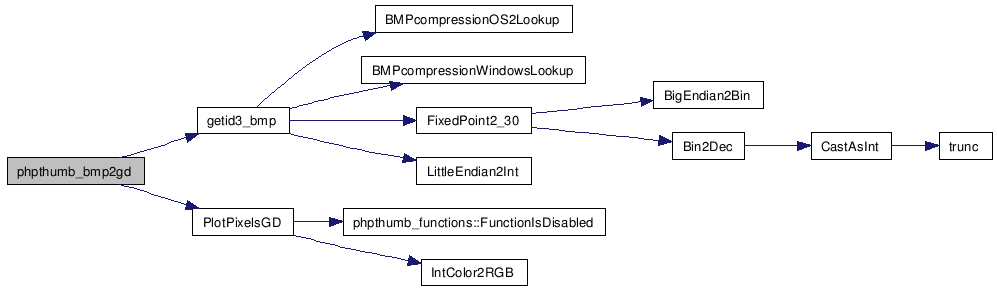 BMPcompressionOS2Lookup
BMPcompressionWindowsLookup
BigEndian2Bin
getid3_bmp
FixedPoint2_30
Bin2Dec
CastAsInt
trunc
phpthumb_bmp2gd
LittleEndian2Int
PlotPixelsGD
phpthumb_functions::FunctionIsDisabled
IntColor2RGB